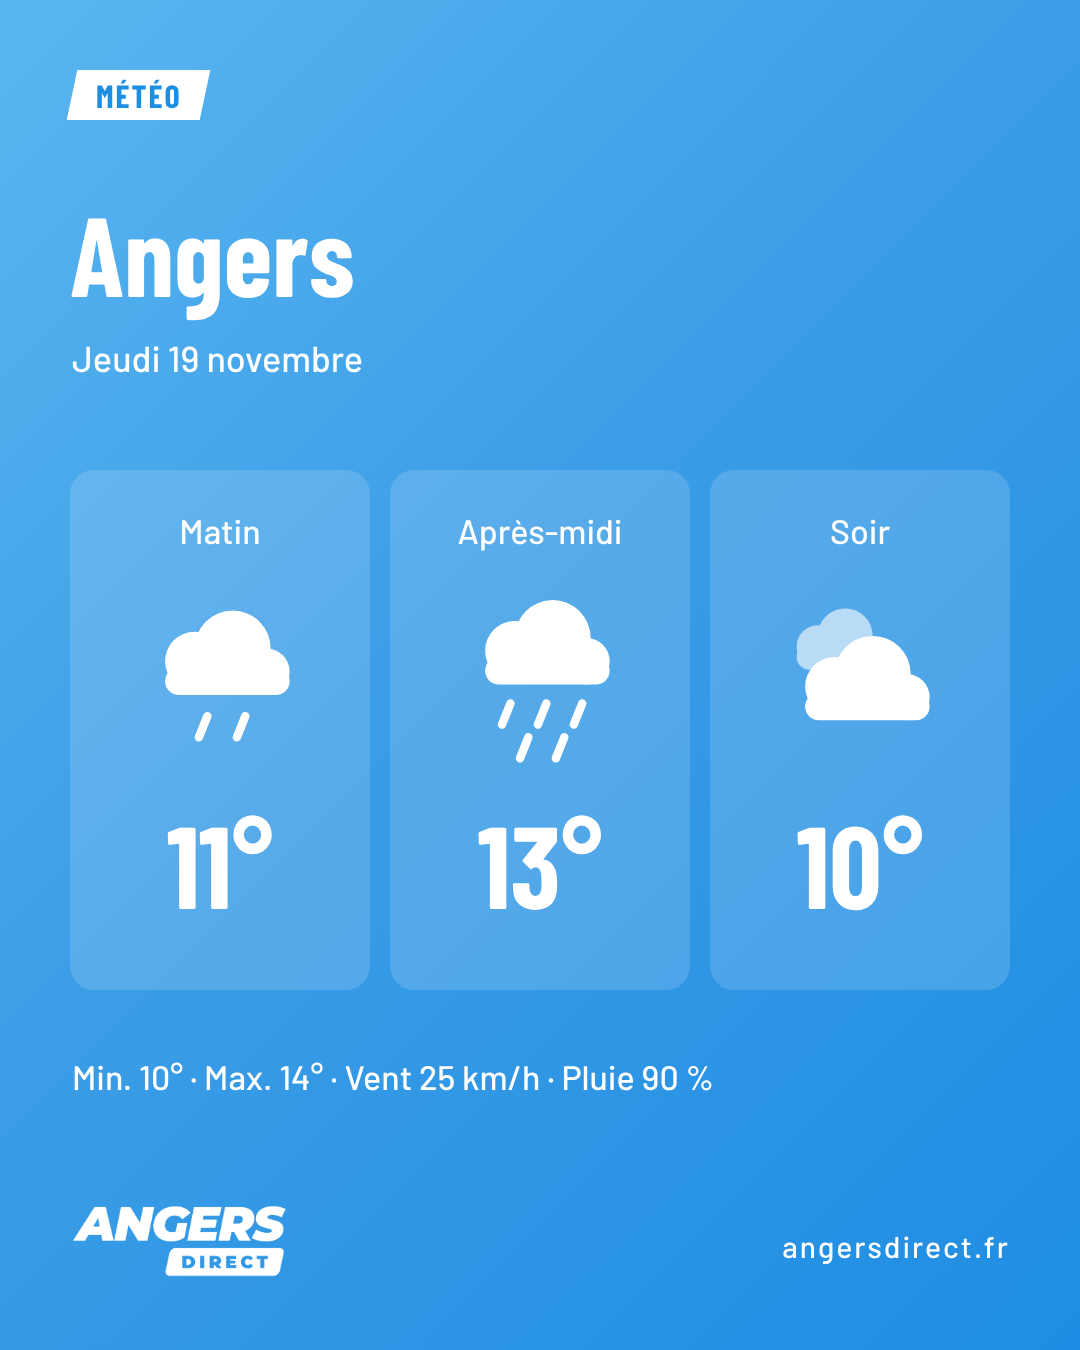 MÉTÉO
Angers
Jeudi 19 novembre
Matin
Après-midi
Soir
11°
13°
10°
Min. 10° · Max. 14° · Vent 25 km/h · Pluie 90 %
ANGERS
DIRECT
angersdirect.fr